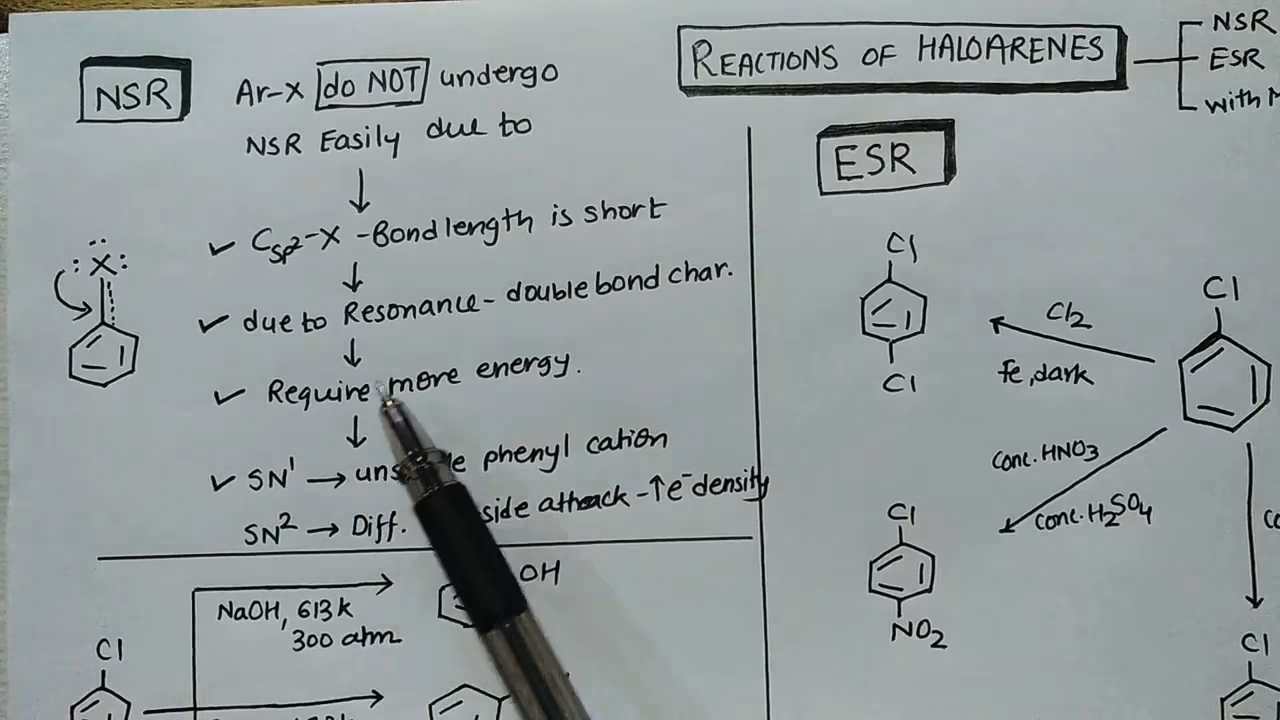 REACTIONS OF HALOARENES
NSR
ESR
with
NSR
Ar-X do NOT undergo
NSR Easily due to
↓
✓ Csp²-X - Bond length is short
↓
:Ẍ:
✓ due to Resonance - double bond char.
↓
✓ Require more energy.
↓
✓ SN¹ → phenyl cation
SN² → Diff. side attack - ↑e⁻ density
NaOH, 613k
300 atm
OH
Cl
ESR
Cl
Cl
Cl₂
Fe, dark
Cl
Conc. HNO₃
Conc. H₂SO₄
Cl
NO₂
Cl